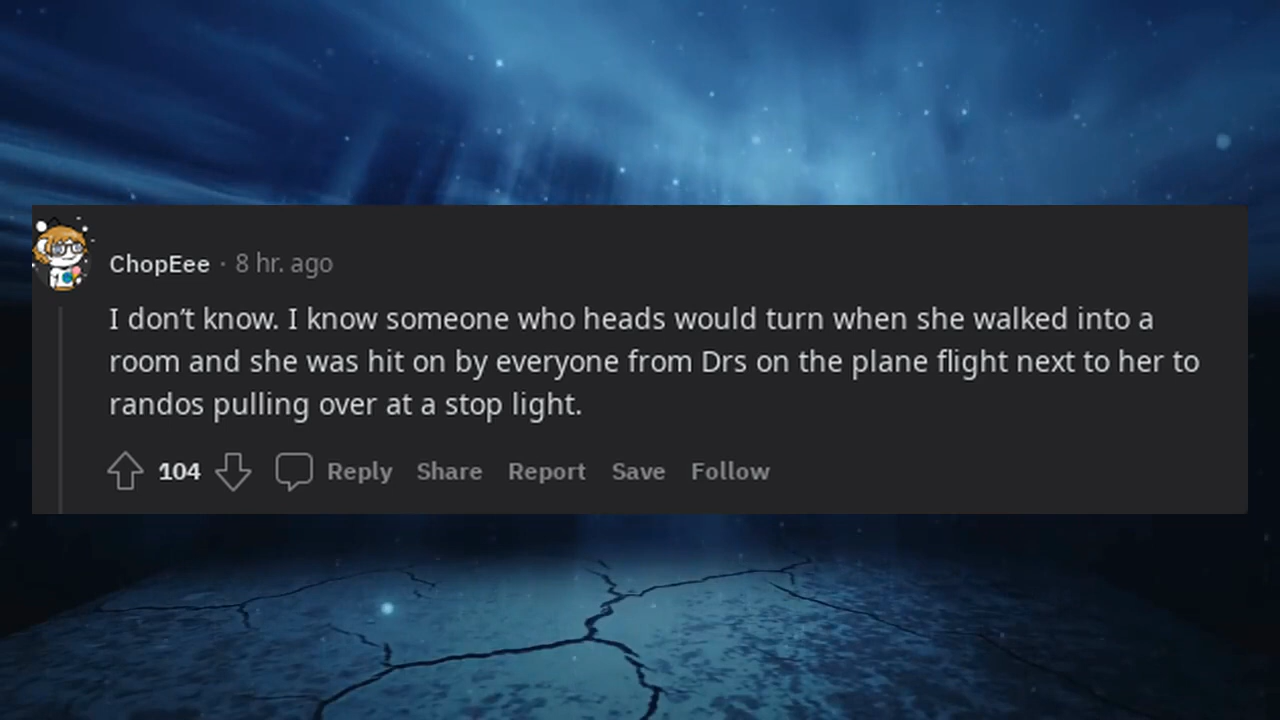 ChopEee · 8 hr. ago
I don’t know. I know someone who heads would turn when she walked into a
room and she was hit on by everyone from Drs on the plane flight next to her to
randos pulling over at a stop light.
104 Reply Share Report Save Follow